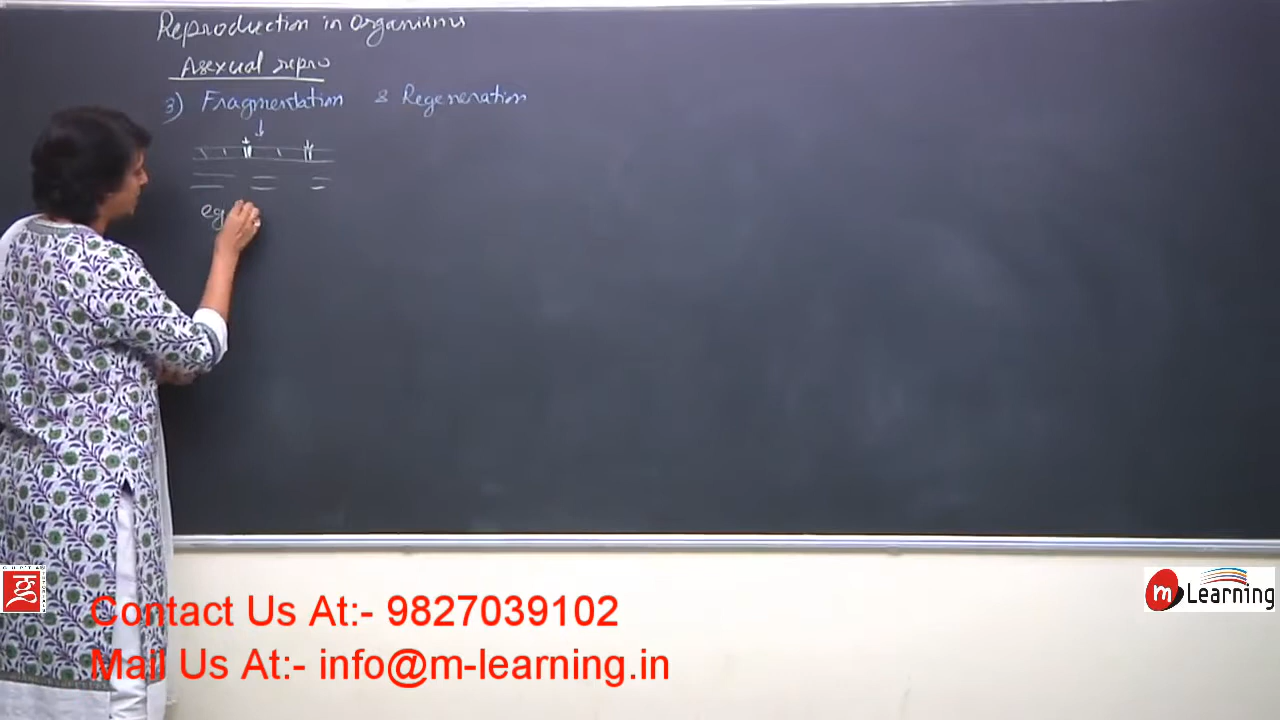 Reproduction in organisms
Asexual repro
3) Fragmentation & Regeneration
eg
Contact Us At:- 9827039102
Mail Us At:- info@m-learning.in
m Learning